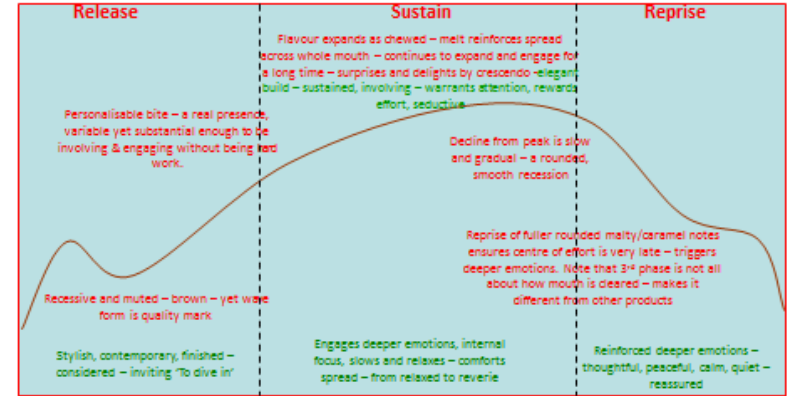 Release
Sustain
Reprise
Flavour expands as chewed – melt reinforces spread
across whole mouth – continues to expand and engage for
a long time – surprises and delights by crescendo -elegant
build – sustained, involving – warrants attention, rewards
effort, seductive
Personalisable bite – a real presence,
variable yet substantial enough to be
involving & engaging without being hard
work.
Decline from peak is slow
and gradual – a rounded,
smooth recession
Reprise of fuller rounded malty/caramel notes
ensures centre of effort is very late – triggers
deeper emotions. Note that 3rd phase is not all
about how mouth is cleared – makes it
different from other products
Recessive and muted – brown – yet wave
form is quality mark
Stylish, contemporary, finished –
considered – inviting 'To dive in'
Engages deeper emotions, internal
focus, slows and relaxes – comforts
spread – from relaxed to reverie
Reinforced deeper emotions –
thoughtful, peaceful, calm, quiet –
reassured